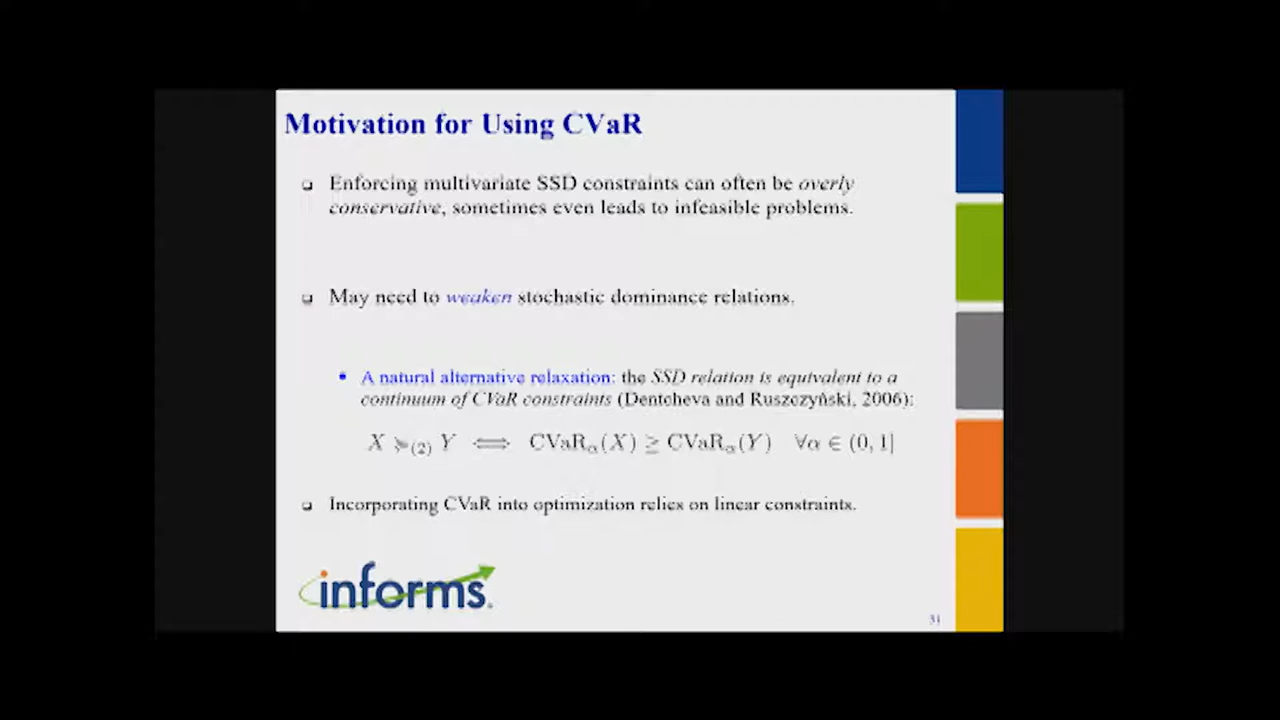 Motivation for Using CVaR
❑ Enforcing multivariate SSD constraints can often be overly
conservative, sometimes even leads to infeasible problems.
❑ May need to weaken stochastic dominance relations.
• A natural alternative relaxation: the SSD relation is equivalent to a
continuum of CVaR constraints (Dentcheva and Ruszczyński, 2006):
X ≽₍₂₎ Y ⟺ CVaRα(X) ≥ CVaRα(Y) ∀α ∈ (0, 1]
❑ Incorporating CVaR into optimization relies on linear constraints.
informs.
31